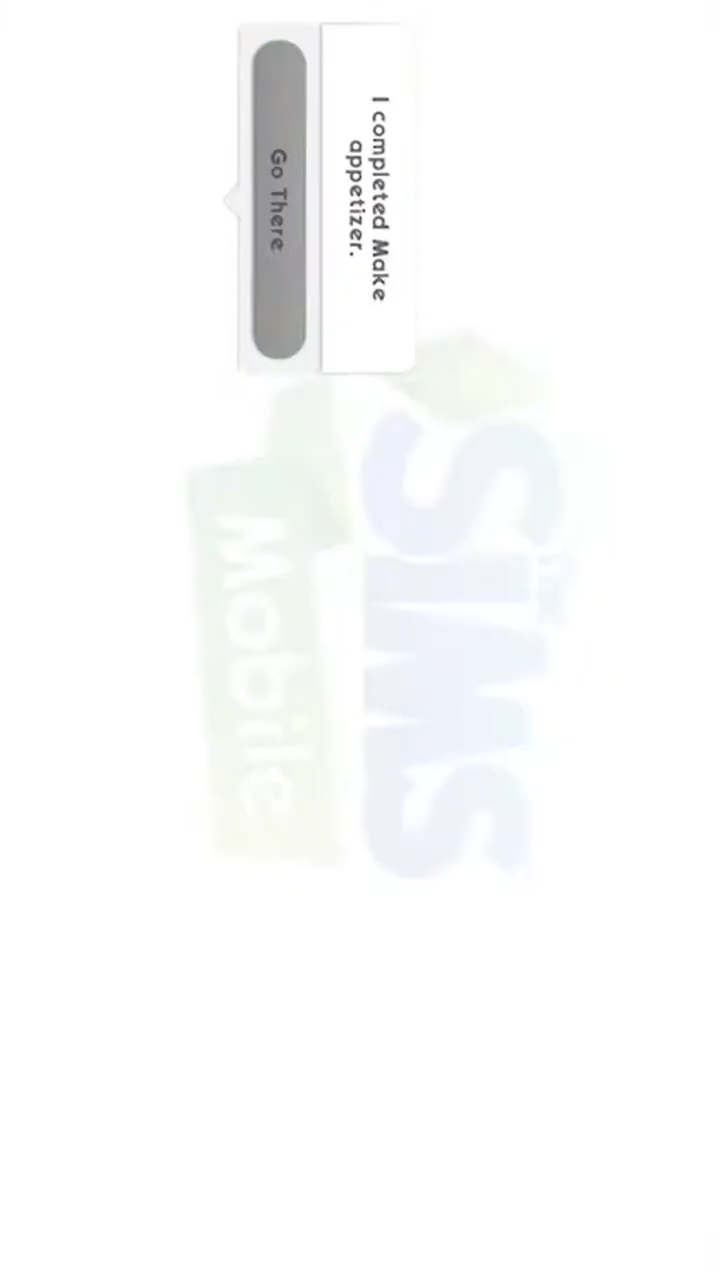 I completed Make
appetizer.
Go There
THE
SIMS
Mobile